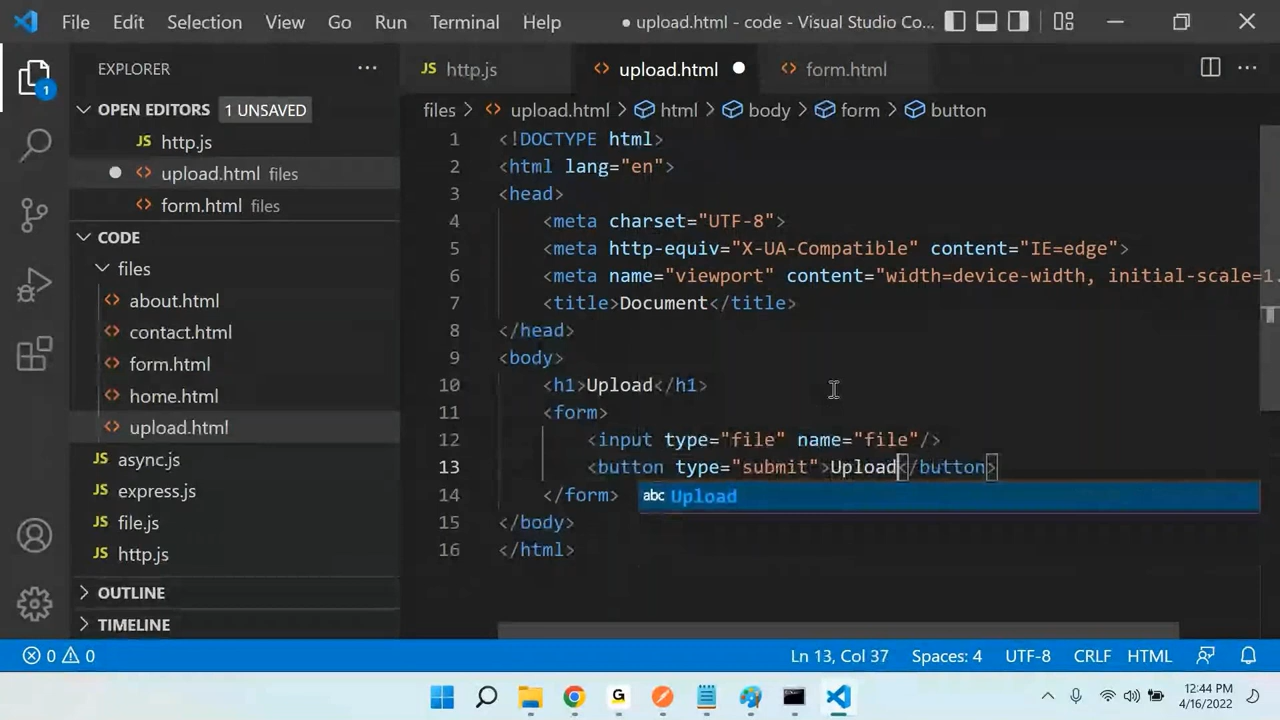 File Edit Selection View Go Run Terminal Help ● upload.html - code - Visual Studio Co...
EXPLORER ...
JS http.js
<> upload.html ●
<> form.html
1
OPEN EDITORS 1 UNSAVED
JS http.js
● <> upload.html files
<> form.html files
CODE
files
<> about.html
<> contact.html
<> form.html
<> home.html
<> upload.html
JS async.js
JS express.js
JS file.js
JS http.js
OUTLINE
TIMELINE
files > <> upload.html > html > body > form > button
1 <!DOCTYPE html>
2 <html lang="en">
3 <head>
4 <meta charset="UTF-8">
5 <meta http-equiv="X-UA-Compatible" content="IE=edge">
6 <meta name="viewport" content="width=device-width, initial-scale=1.
7 <title>Document</title>
8 </head>
9 <body>
10 <h1>Upload</h1>
11 <form>
12 <input type="file" name="file"/>
13 <button type="submit">Upload</button>
abc Upload
14 </form>
15 </body>
16 </html>
0 0 Ln 13, Col 37 Spaces: 4 UTF-8 CRLF HTML
G
12:44 PM
4/16/2022